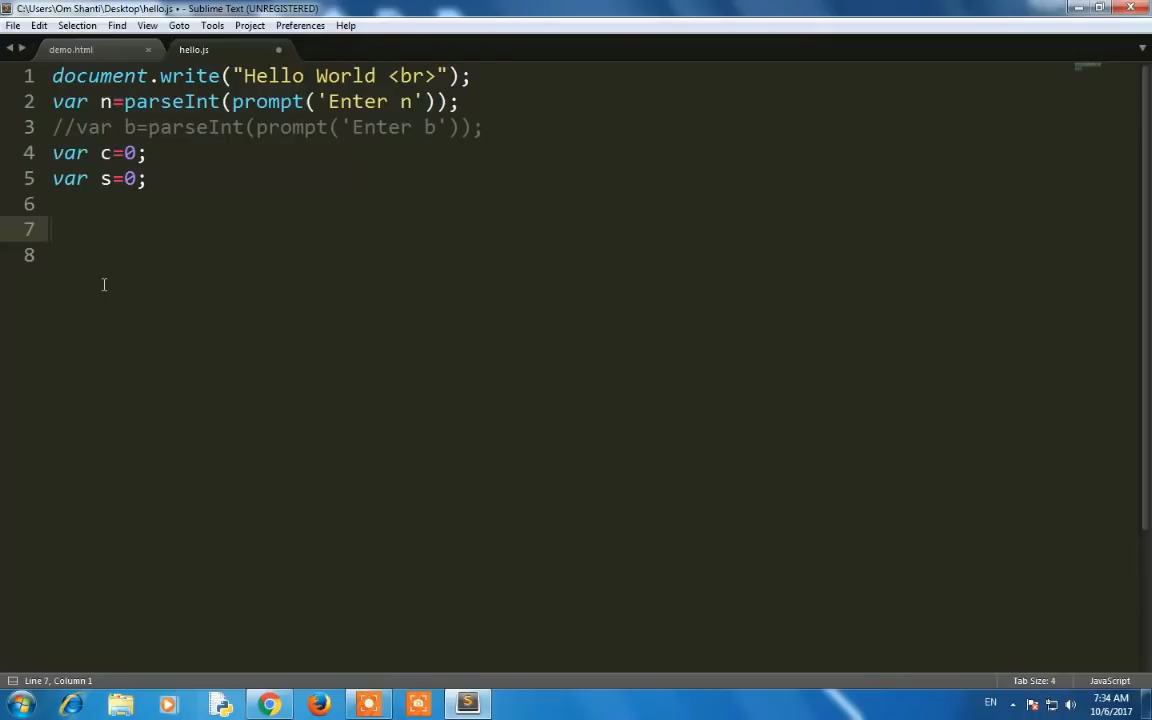 C:\Users\Om Shanti\Desktop\hello.js • - Sublime Text (UNREGISTERED)
File Edit Selection Find View Goto Tools Project Preferences Help
demo.html hello.js
1 document.write("Hello World <br>");
2 var n=parseInt(prompt('Enter n'));
3 //var b=parseInt(prompt('Enter b'));
4 var c=0;
5 var s=0;
6
7
8
Line 7, Column 1 Tab Size: 4 JavaScript
EN 7:34 AM
10/6/2017